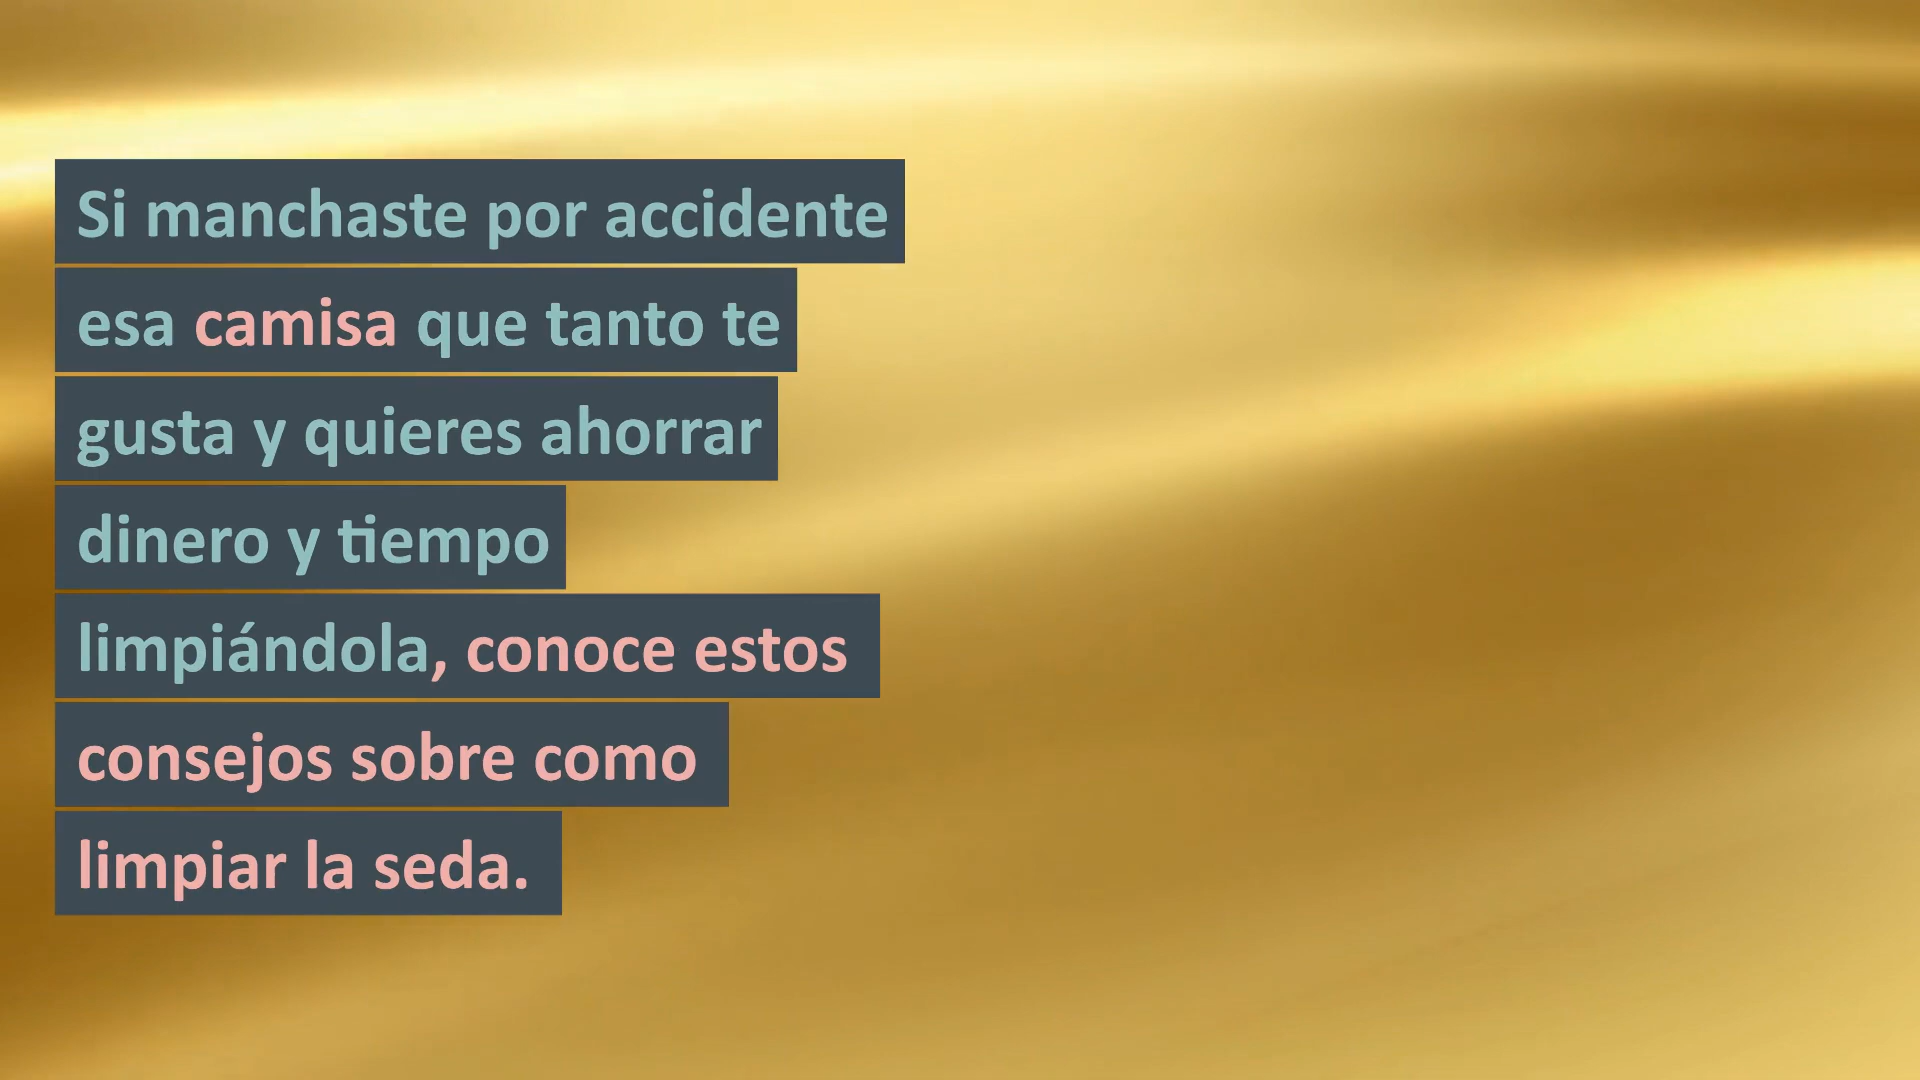 Si manchaste por accidente
esa camisa que tanto te
gusta y quieres ahorrar
dinero y tiempo
limpiándola, conoce estos
consejos sobre como
limpiar la seda.